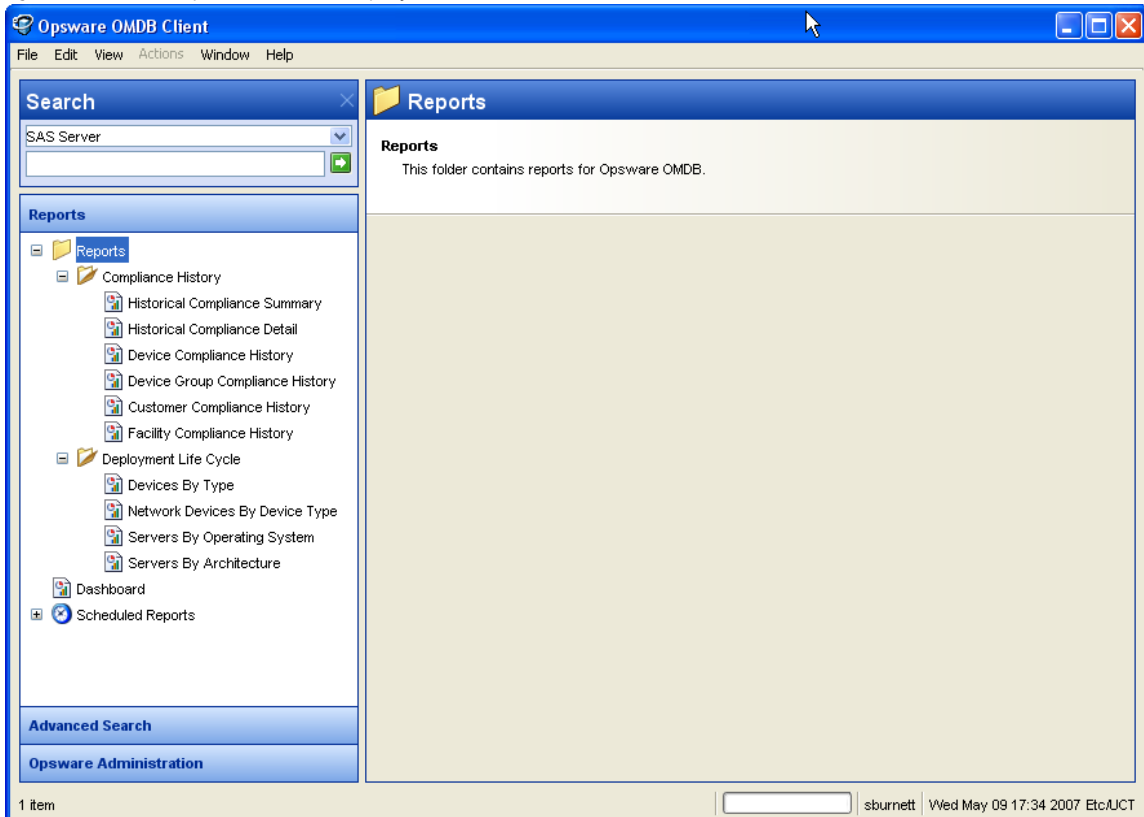 Opsware OMDB Client
File Edit View Actions Window Help
Search
SAS Server
Reports
Reports
Compliance History
Historical Compliance Summary
Historical Compliance Detail
Device Compliance History
Device Group Compliance History
Customer Compliance History
Facility Compliance History
Deployment Life Cycle
Devices By Type
Network Devices By Device Type
Servers By Operating System
Servers By Architecture
Dashboard
Scheduled Reports
Advanced Search
Opsware Administration
Reports
Reports
This folder contains reports for Opsware OMDB.
1 item
sburnett Wed May 09 17:34 2007 Etc/UCT